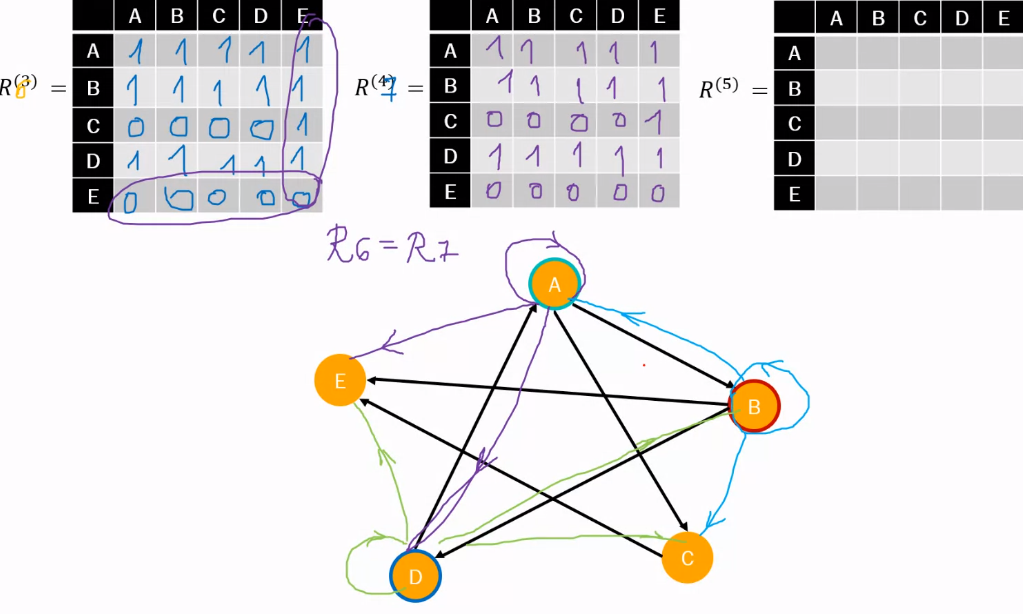 A B C D E
R(3) =
A 1 1 1 1 1
B 1 1 1 1 1
C 0 0 0 0 1
D 1 1 1 1 1
E 0 0 0 0 0
A B C D E
R(4) =
A 1 1 1 1 1
B 1 1 1 1 1
C 0 0 0 0 1
D 1 1 1 1 1
E 0 0 0 0 0
A B C D E
R(5) =
A
B
C
D
E
R6 = R7
A
E
B
C
D